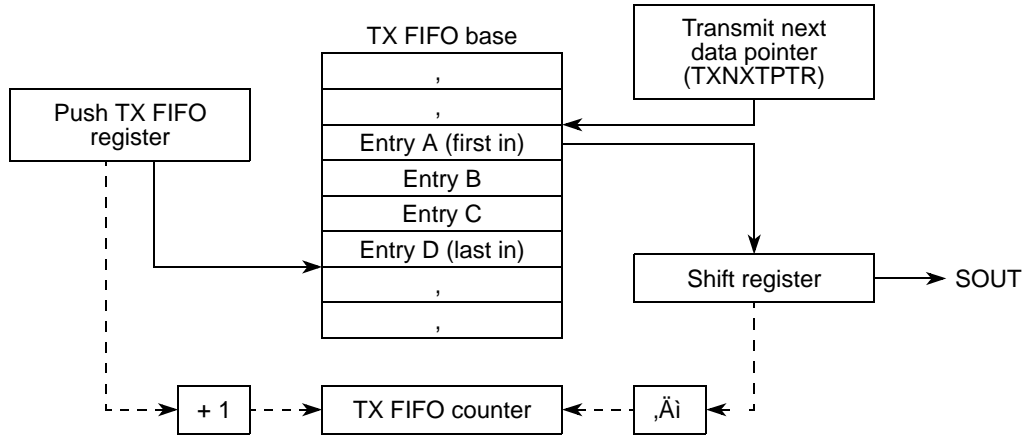 TX FIFO base
Transmit next
data pointer
(TXNXTPTR)
Push TX FIFO
register
,
,
Entry A (first in)
Entry B
Entry C
Entry D (last in)
,
,
Shift register
SOUT
+ 1
TX FIFO counter
‚Äì